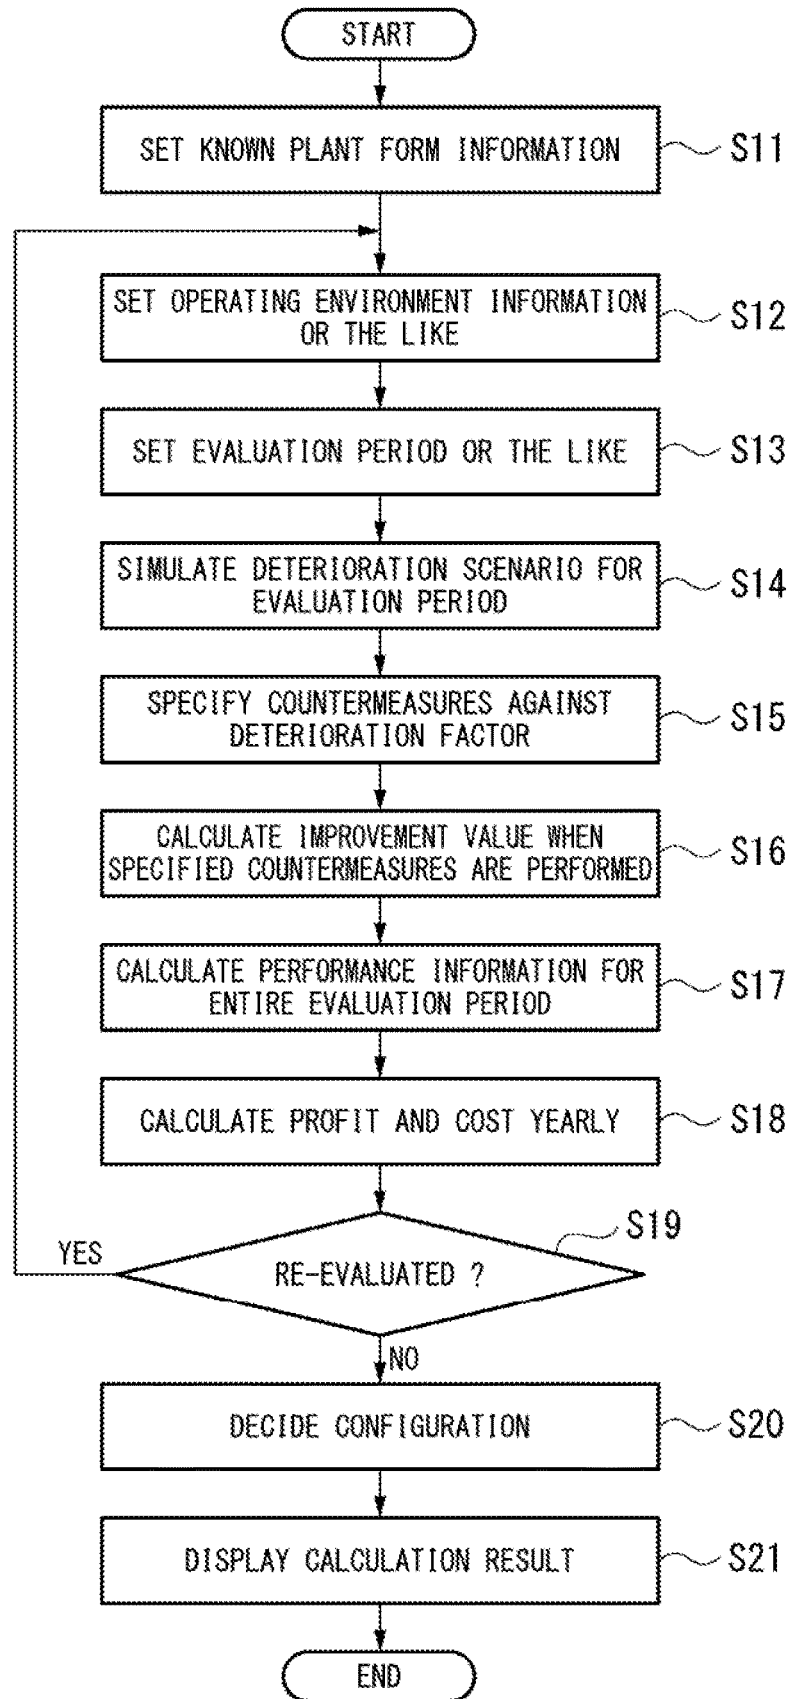 START
SET KNOWN PLANT FORM INFORMATION
S11
SET OPERATING ENVIRONMENT INFORMATION
OR THE LIKE
S12
SET EVALUATION PERIOD OR THE LIKE
S13
SIMULATE DETERIORATION SCENARIO FOR
EVALUATION PERIOD
S14
SPECIFY COUNTERMEASURES AGAINST
DETERIORATION FACTOR
S15
CALCULATE IMPROVEMENT VALUE WHEN
SPECIFIED COUNTERMEASURES ARE PERFORMED
S16
CALCULATE PERFORMANCE INFORMATION FOR
ENTIRE EVALUATION PERIOD
S17
CALCULATE PROFIT AND COST YEARLY
S18
S19
YES
RE-EVALUATED ?
NO
DECIDE CONFIGURATION
S20
DISPLAY CALCULATION RESULT
S21
END